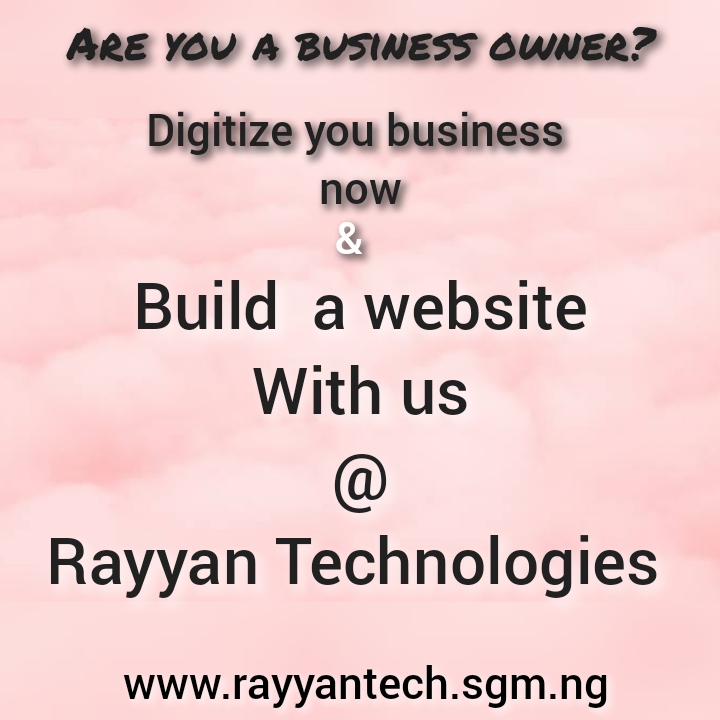 Are you a business owner?
Digitize you business
now
&
Build a website
With us
@
Rayyan Technologies
www.rayyantech.sgm.ng